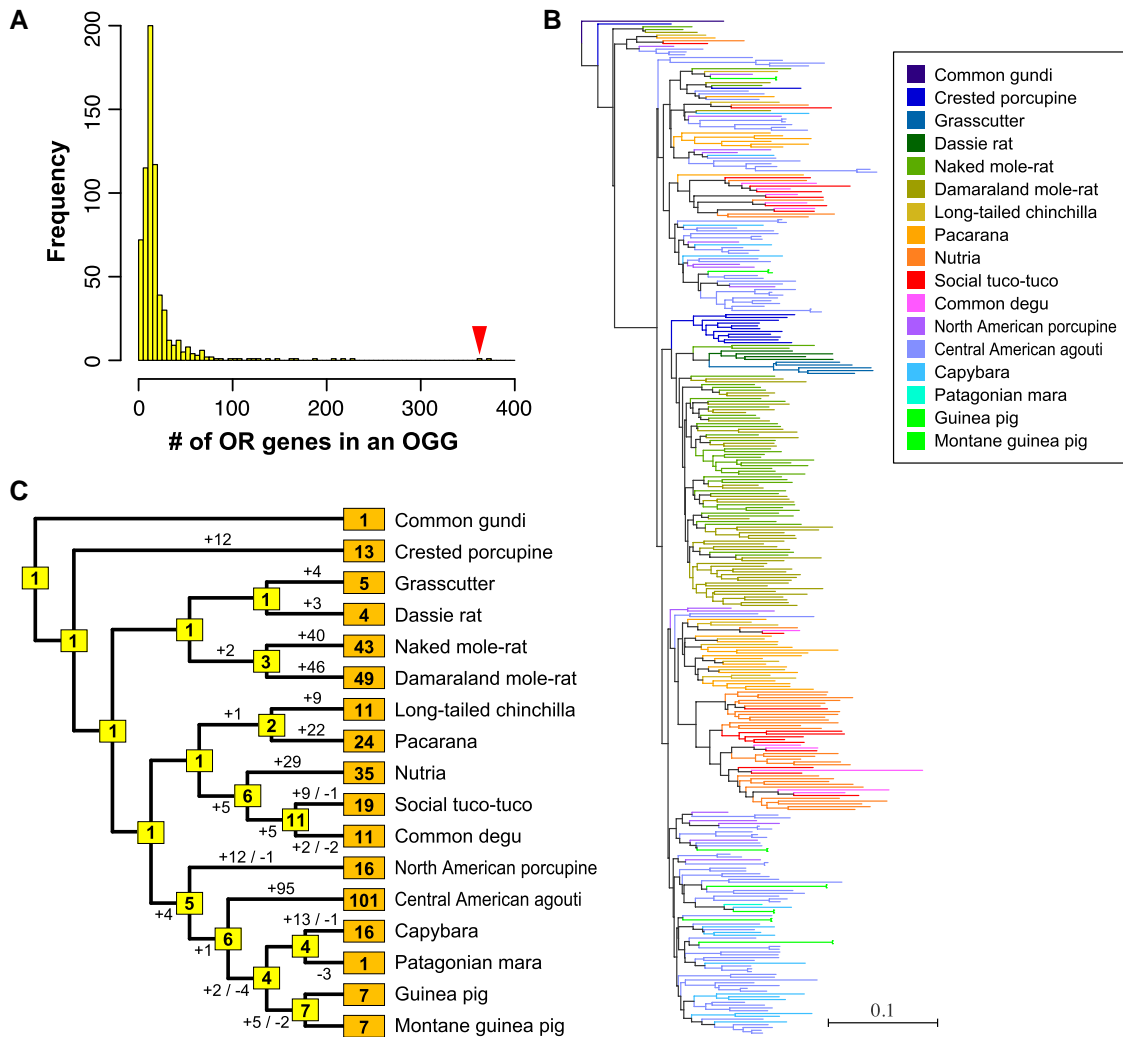 A
Frequency
200
150
100
50
0
0 100 200 300 400
# of OR genes in an OGG
B
Common gundi
Crested porcupine
Grasscutter
Dassie rat
Naked mole-rat
Damaraland mole-rat
Long-tailed chinchilla
Pacarana
Nutria
Social tuco-tuco
Common degu
North American porcupine
Central American agouti
Capybara
Patagonian mara
Guinea pig
Montane guinea pig
0.1
C
1 Common gundi
+12
13 Crested porcupine
1
+4
5 Grasscutter
1
+3
4 Dassie rat
1
1
+40
43 Naked mole-rat
+2
3
+46
49 Damaraland mole-rat
+9
11 Long-tailed chinchilla
+1
2
+22
24 Pacarana
1
1
+29
35 Nutria
+5
6
+9 / -1
19 Social tuco-tuco
+5
11
+2 / -2
11 Common degu
1
+12 / -1
16 North American porcupine
+4
5
+95
101 Central American agouti
+1
6
+13 / -1
16 Capybara
4
-3
1 Patagonian mara
+2 / -4
4
7 Guinea pig
+5 / -2
7
7 Montane guinea pig